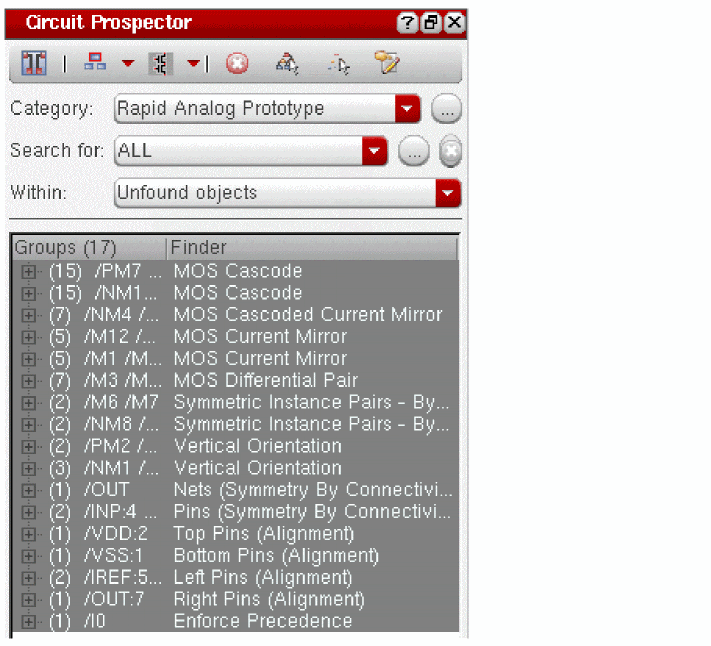 Circuit Prospector
Category: Rapid Analog Prototype ...
Search for: ALL ...
Within: Unfound objects
Groups (17) Finder
(15) /PM7 ... MOS Cascode
(15) /NM1... MOS Cascode
(7) /NM4 /... MOS Cascoded Current Mirror
(5) /M12 /... MOS Current Mirror
(5) /M1 /M... MOS Current Mirror
(7) /M3 /M... MOS Differential Pair
(2) /M6 /M7 Symmetric Instance Pairs - By...
(2) /NM8 /... Symmetric Instance Pairs - By...
(2) /PM2 /... Vertical Orientation
(3) /NM1 /... Vertical Orientation
(1) /OUT Nets (Symmetry By Connectivi...
(2) /INP:4 ... Pins (Symmetry By Connectivi...
(1) /VDD:2 Top Pins (Alignment)
(1) /VSS:1 Bottom Pins (Alignment)
(2) /IREF:5... Left Pins (Alignment)
(1) /OUT:7 Right Pins (Alignment)
(1) /I0 Enforce Precedence